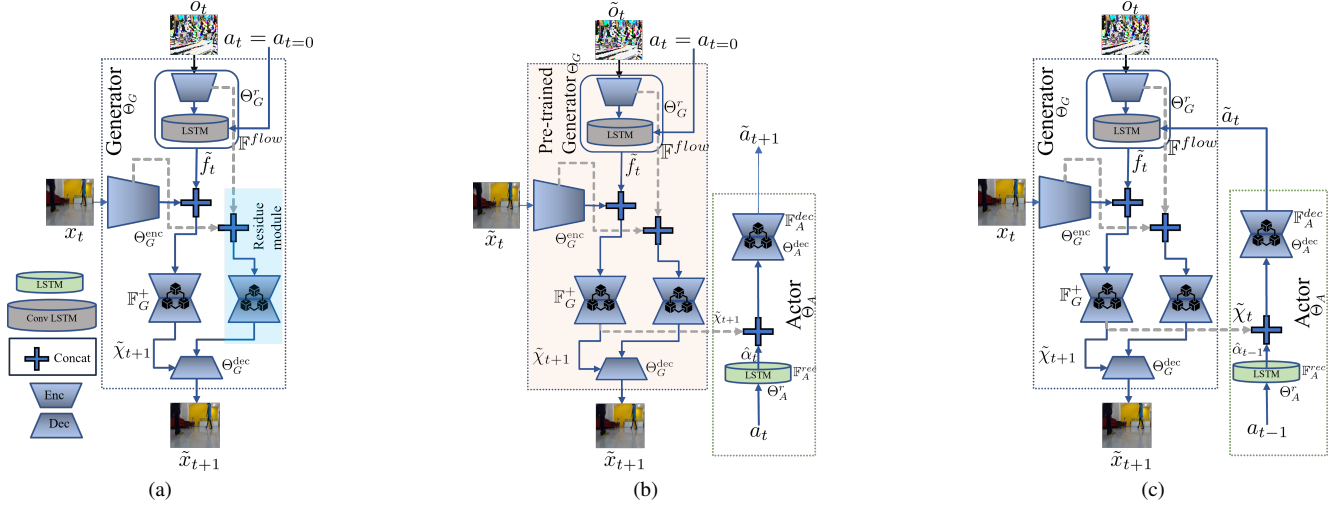 o_t
a_t = a_{t=0}
Generator
Θ_G
Θ_G^r
LSTM
𝔽^{flow}
f̃_t
x_t
Θ_G^{enc}
Residue
module
𝔽_G^+
χ̃_{t+1}
Θ_G^{dec}
x̃_{t+1}
LSTM
Conv LSTM
Concat
Enc
Dec
(a)
õ_t
a_t = a_{t=0}
Pre-trained
Generator Θ_G
Θ_G^r
LSTM
𝔽^{flow}
f̃_t
x̃_t
Θ_G^{enc}
𝔽_G^+
χ̃_{t+1}
Θ_G^{dec}
x̃_{t+1}
ã_{t+1}
𝔽_A^{dec}
Θ_A^{dec}
Actor
Θ_A
χ̃_{t+1}
α̂_t
LSTM
𝔽_A^{rec}
Θ_A^r
a_t
(b)
o_t
Generator
Θ_G
Θ_G^r
LSTM
ã_t
𝔽^{flow}
f̃_t
x_t
Θ_G^{enc}
𝔽_G^+
χ̃_{t+1}
Θ_G^{dec}
x̃_{t+1}
𝔽_A^{dec}
Θ_A^{dec}
Actor
Θ_A
χ̃_t
α̂_{t−1}
LSTM
𝔽_A^{rec}
Θ_A^r
a_{t−1}
(c)